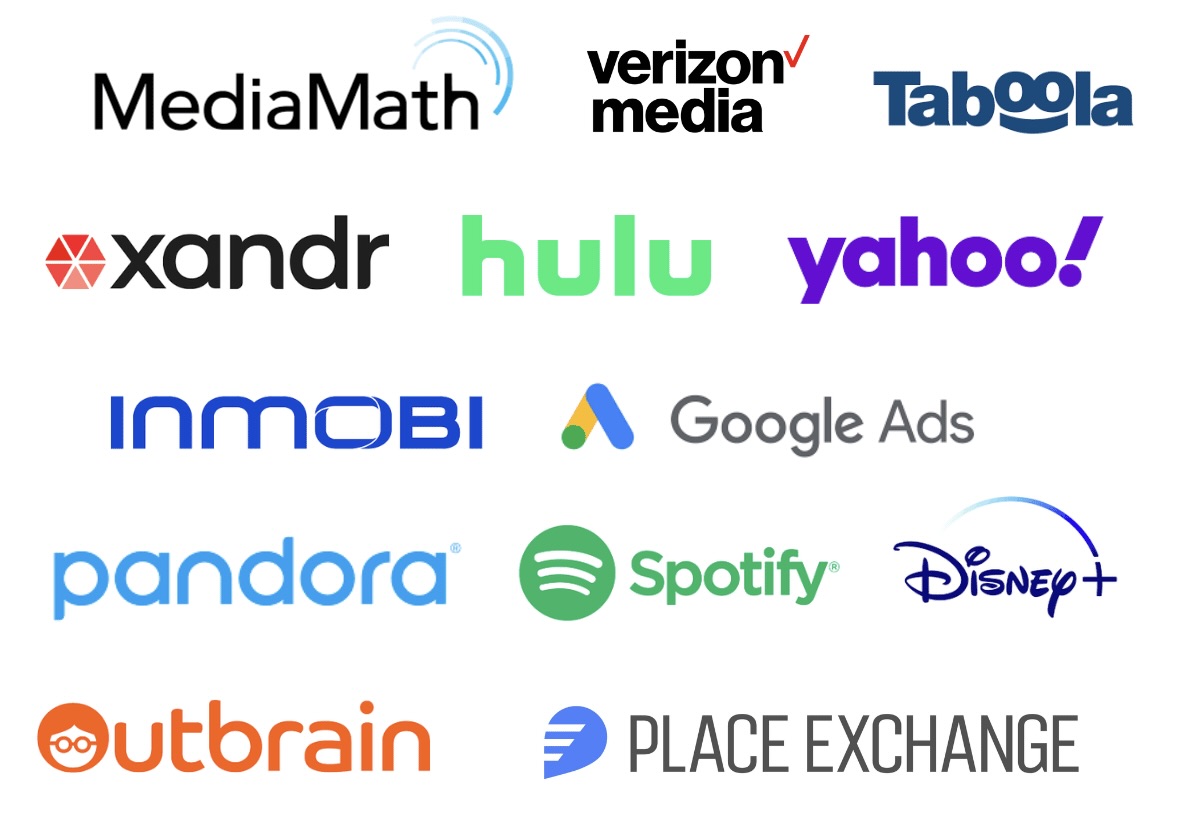 MediaMath
verizon
media
Taboola
xandr
hulu
yahoo!
INMOBI
Google Ads
pandora®
Spotify®
Disney+
Outbrain
PLACE EXCHANGE